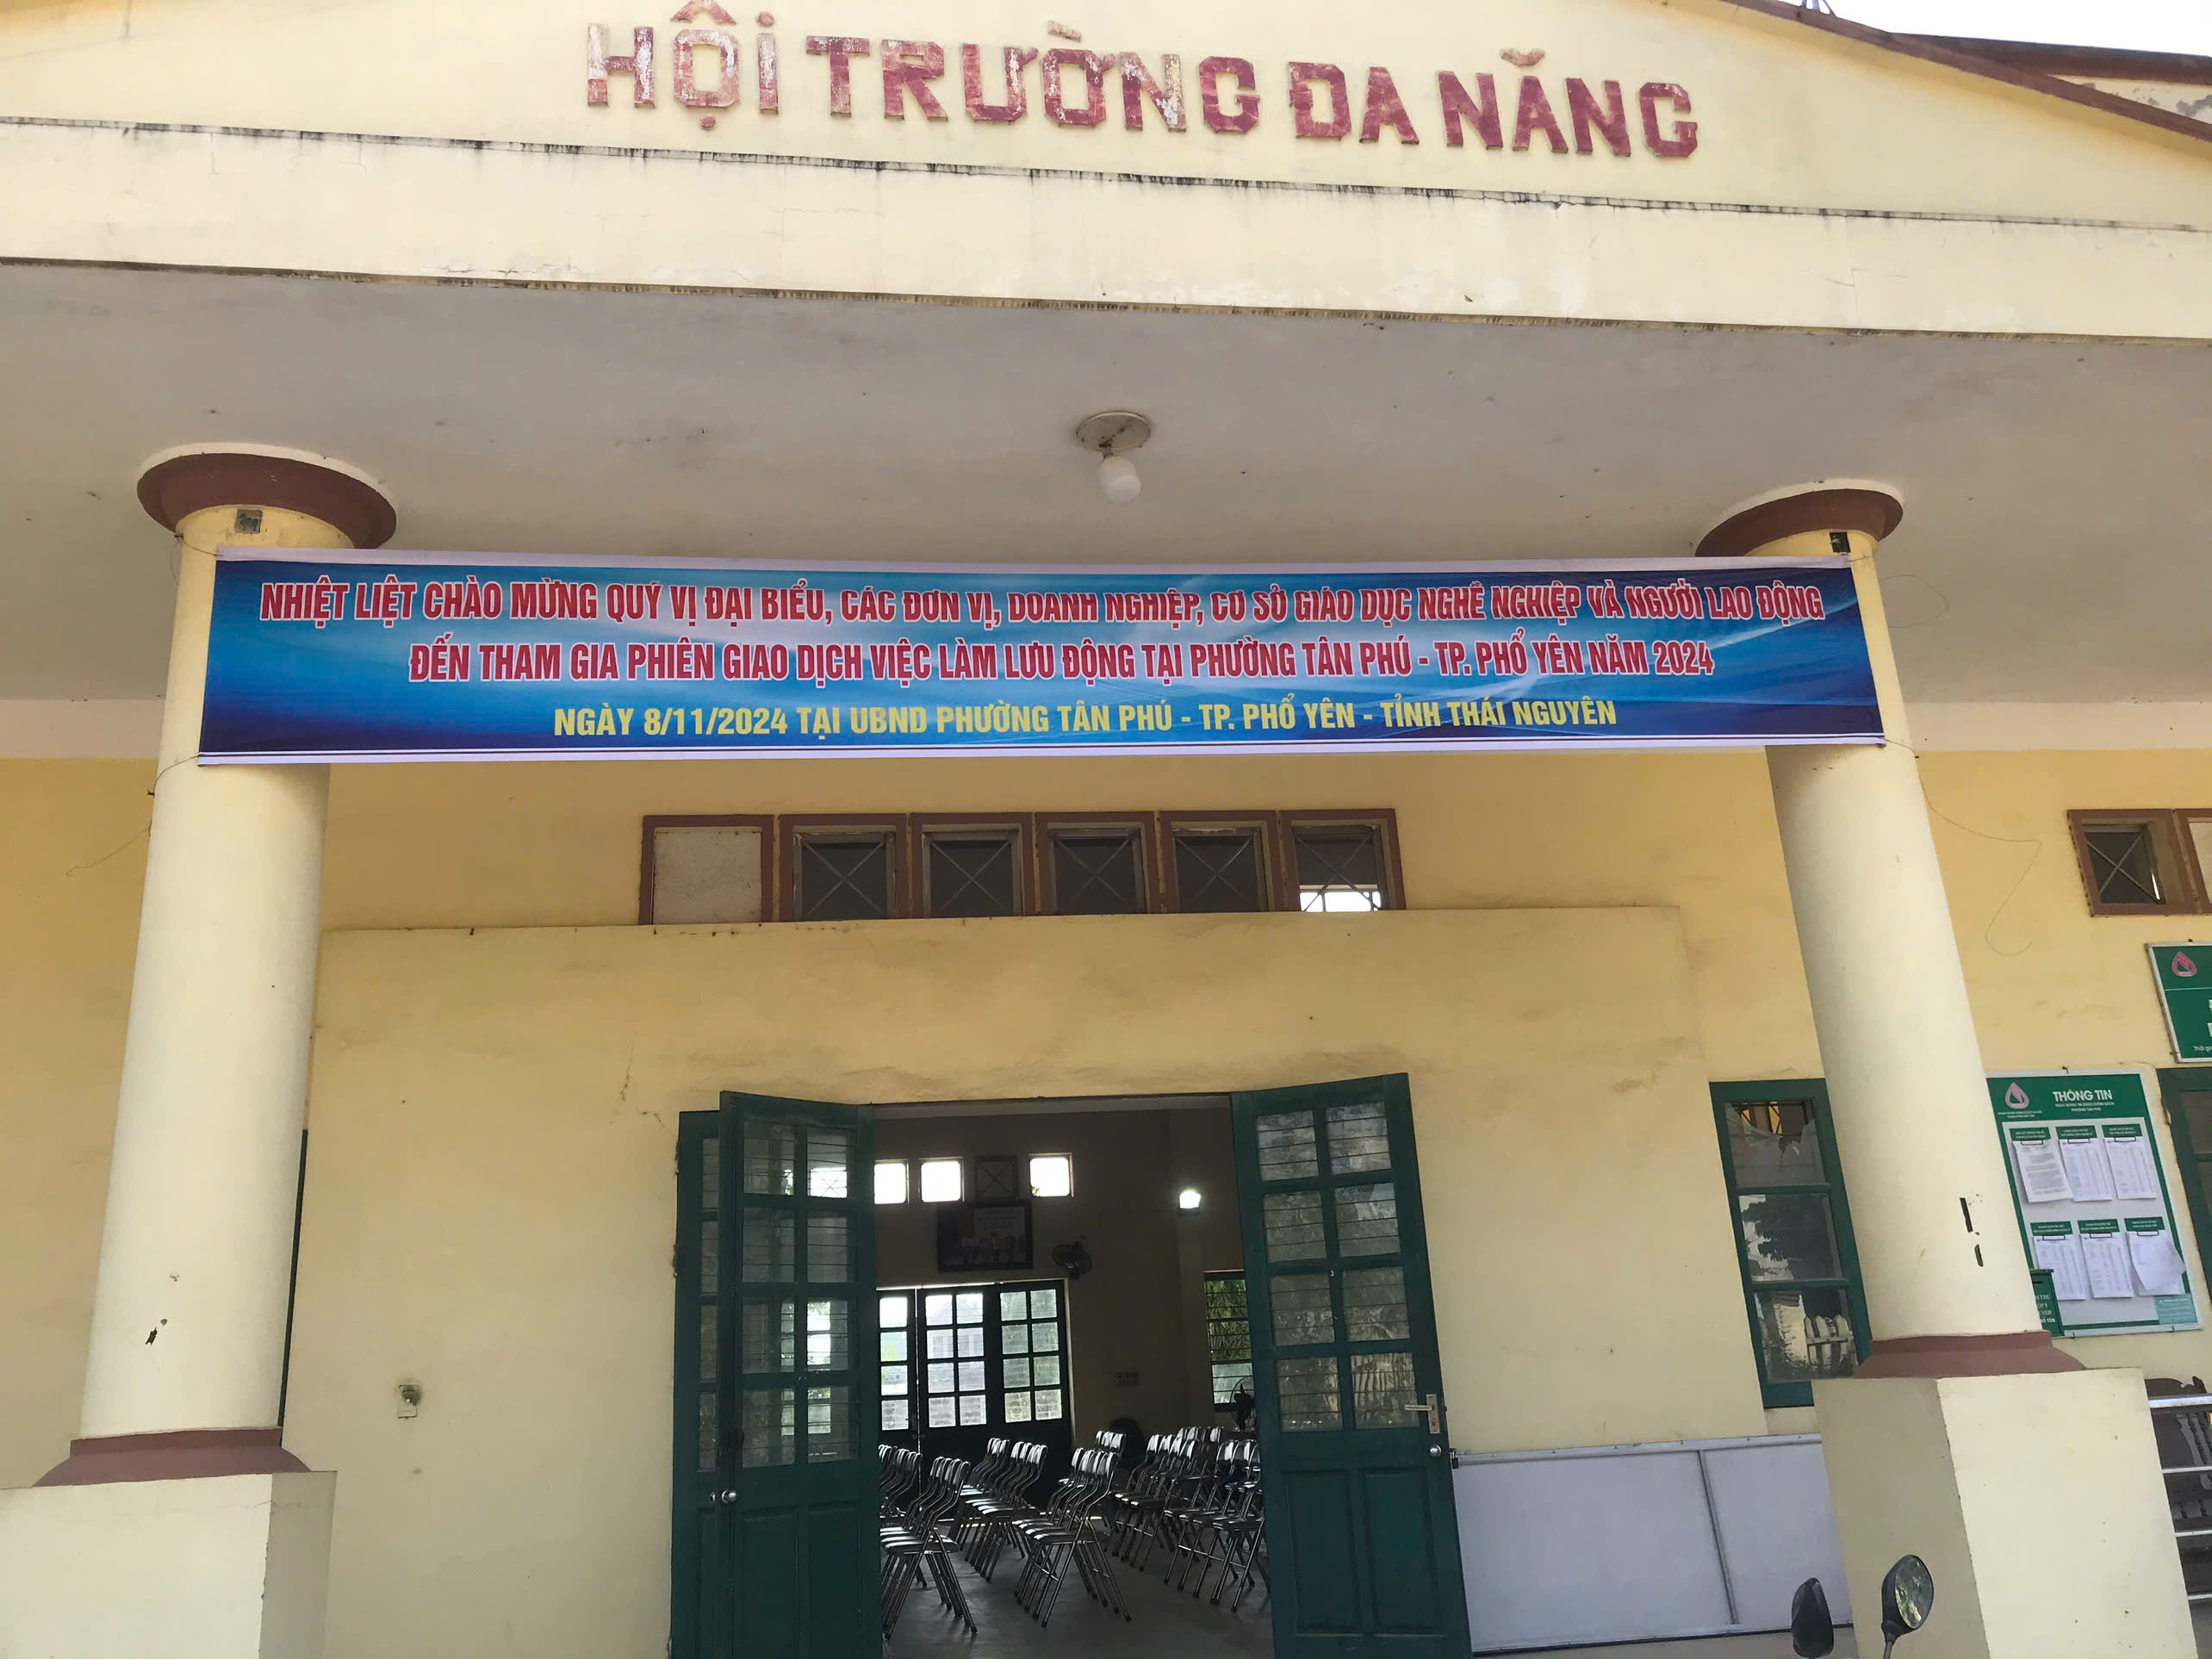 HỘI TRƯỜNG ĐA NĂNG
NHIỆT LIỆT CHÀO MỪNG QUÝ VỊ ĐẠI BIỂU, CÁC ĐƠN VỊ, DOANH NGHIỆP, CƠ SỞ GIÁO DỤC NGHỀ NGHIỆP VÀ NGƯỜI LAO ĐỘNG
ĐẾN THAM GIA PHIÊN GIAO DỊCH VIỆC LÀM LƯU ĐỘNG TẠI PHƯỜNG TÂN PHÚ - TP. PHỔ YÊN NĂM 2024
NGÀY 8/11/2024 TẠI UBND PHƯỜNG TÂN PHÚ - TP. PHỔ YÊN - TỈNH THÁI NGUYÊN
THÔNG TIN